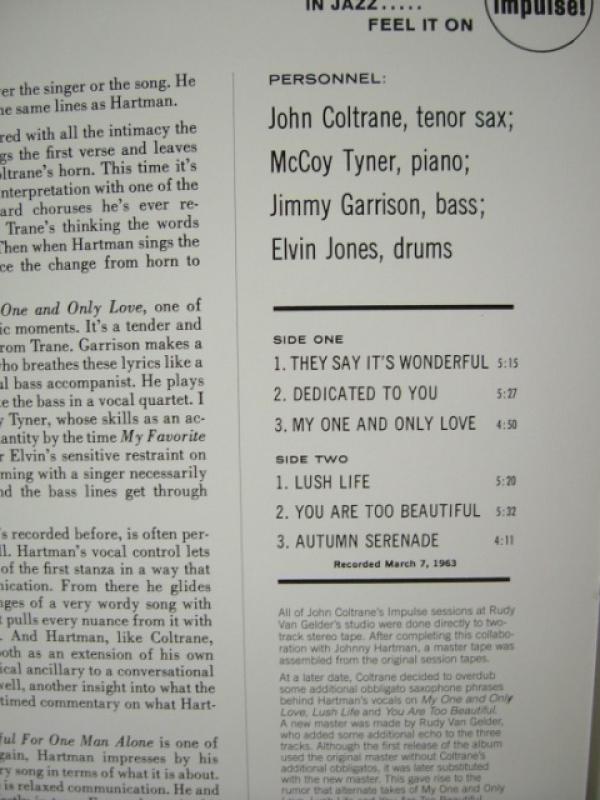 IN JAZZ.....
FEEL IT ON
impulse!
er the singer or the song. He
ne same lines as Hartman.
red with all the intimacy the
gs the first verse and leaves
oltrane's horn. This time it's
nterpretation with one of the
ard choruses he's ever re-
Trane's thinking the words
Then when Hartman sings the
ce the change from horn to
One and Only Love, one of
ic moments. It's a tender and
rom Trane. Garrison makes a
who breathes these lyrics like a
ul bass accompanist. He plays
e the bass in a vocal quartet. I
y Tyner, whose skills as an ac-
antity by the time My Favorite
r Elvin's sensitive restraint on
ming with a singer necessarily
nd the bass lines get through
's recorded before, is often per-
ll. Hartman's vocal control lets
of the first stanza in a way that
nication. From there he glides
ages of a very wordy song with
t pulls every nuance from it with
. And Hartman, like Coltrane,
oth as an extension of his own
ical ancillary to a conversational
well, another insight into what the
timed commentary on what Hart-
ful For One Man Alone is one of
gain, Hartman impresses by his
ry song in terms of what it is about.
is relaxed communication. He and
PERSONNEL:
John Coltrane, tenor sax;
McCoy Tyner, piano;
Jimmy Garrison, bass;
Elvin Jones, drums
SIDE ONE
1. THEY SAY IT'S WONDERFUL 5:15
2. DEDICATED TO YOU 5:27
3. MY ONE AND ONLY LOVE 4:50
SIDE TWO
1. LUSH LIFE 5:20
2. YOU ARE TOO BEAUTIFUL 5:32
3. AUTUMN SERENADE 4:11
Recorded March 7, 1963
All of John Coltrane's Impulse sessions at Rudy
Van Gelder's studio were done directly to two-
track stereo tape. After completing this collabo-
ration with Johnny Hartman, a master tape was
assembled from the original session tapes.
At a later date, Coltrane decided to overdub
some additional obbligato saxophone phrases
behind Hartman's vocals on My One and Only
Love, Lush Life and You Are Too Beautiful.
A new master was made by Rudy Van Gelder,
who added some additional echo to the three
tracks. Although the first release of the album
used the original master without Coltrane's
additional obbligatos, it was later substituted
with the new master. This gave rise to the
rumor that alternate takes of My One and Only